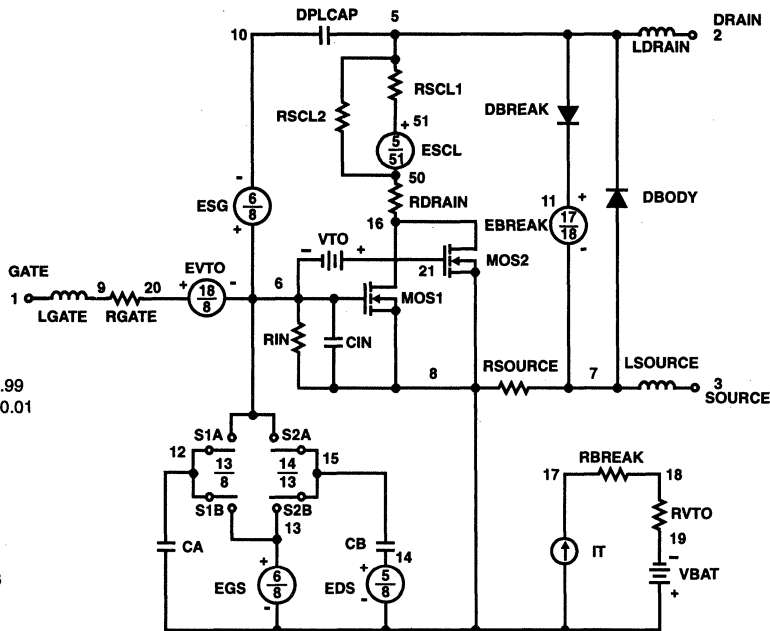 DPLCAP 5 DRAIN
10 2
LDRAIN
RSCL1
RSCL2 DBREAK
+ 51
5
51
ESCL
50
- RDRAIN
ESG 6
8
+
16 11 +
EBREAK 17
18
-
DBODY
VTO
- +
MOS2
21
GATE EVTO
1 9 20 + 18
8
- 6
MOS1
LGATE RGATE
RIN CIN
8 RSOURCE 7 LSOURCE
3
SOURCE
.99
0.01
S1A S2A
12 13
8
14
13
15
S1B S2B
13
RBREAK
17 18
RVTO
19
-
VBAT
+
IT
CA CB
14
+ +
EGS 6
8
EDS 5
8
- -